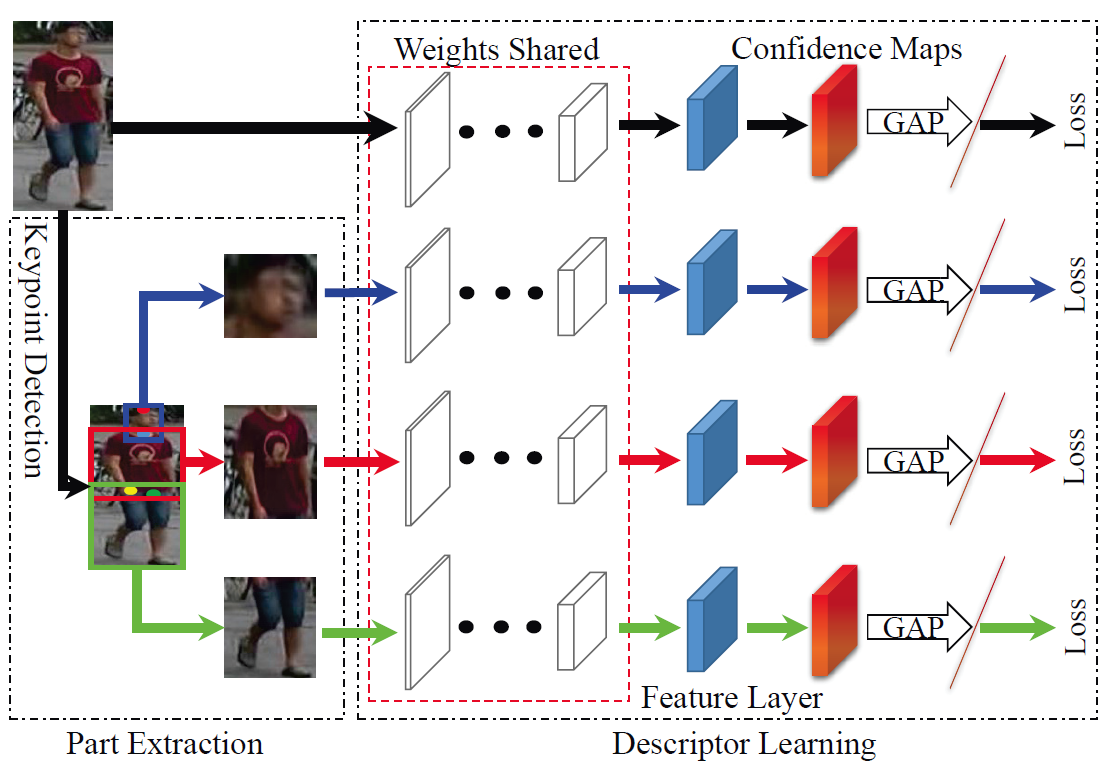 Weights Shared
Confidence Maps
GAP
Loss
Keypoint Detection
GAP
Loss
GAP
Loss
GAP
Loss
Feature Layer
Part Extraction
Descriptor Learning